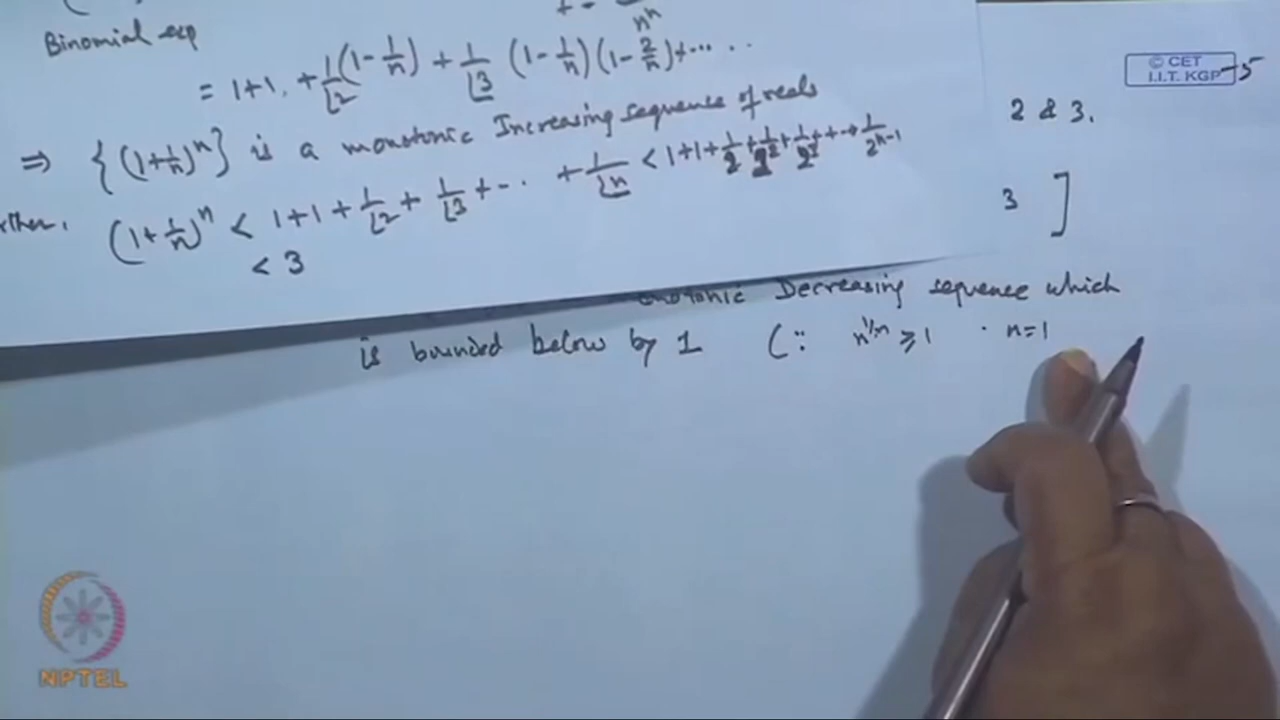 Binomial exp
+ - n^n
= 1+1, + 1/⌊2 (1-1/n) + 1/⌊3 (1-1/n)(1-2/n)+.... .
⇒ {(1+1/n)^n} is a monotonic Increasing sequence of reals
(1+1/n)^n < 1+1+1/⌊2+1/⌊3+-.. +1/⌊n < 1+1+1/2+1/2^2+1/2^2++-+1/2^(n-1)
< 3
© CET
I.I.T. KGP -5
2 & 3.
3 ]
Decreasing sequence which
is bounded below by 1 (∵ n^(1/n) ≥ 1 n=1
NPTEL